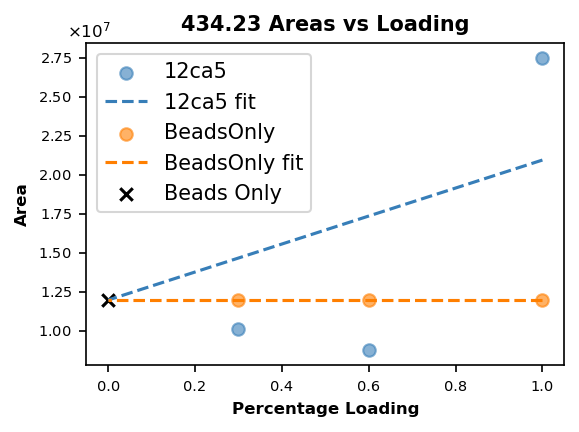 434.23 Areas vs Loading
×10⁷
2.75
2.50
2.25
2.00
1.75
1.50
1.25
1.00
Area
12ca5
12ca5 fit
BeadsOnly
BeadsOnly fit
Beads Only
0.0 0.2 0.4 0.6 0.8 1.0
Percentage Loading